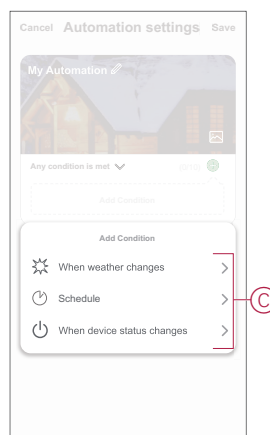 Cancel Automation settings Save
My Automation
Any condition is met
Add Condition
Add Condition
When weather changes
Schedule
When device status changes
C